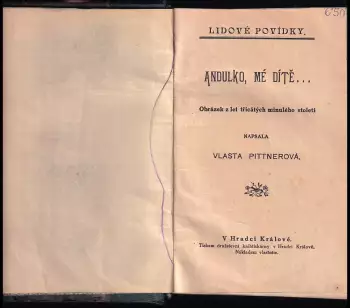 650
LIDOVÉ POVÍDKY.
ANDULKO, MÉ DÍTĚ...
Obrázek z let třicátých minulého století
NAPSALA
VLASTA PITTNEROVÁ.
V Hradci Králové.
Tiskem družstevní knihtiskárny v Hradci Králové.
Nákladem vlastním.